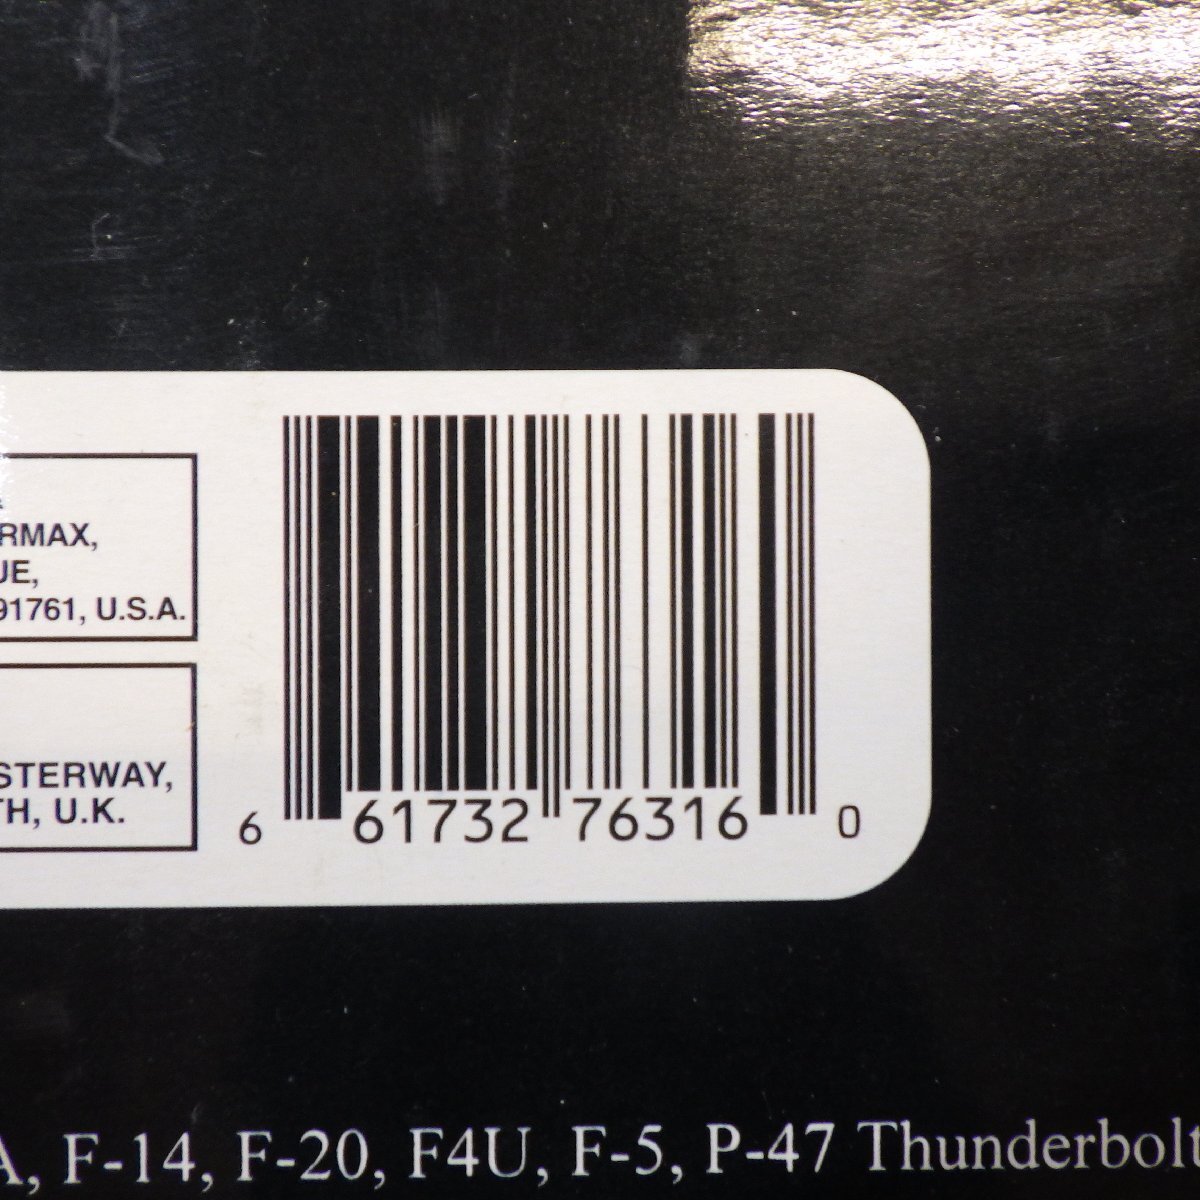 RMAX,
UE,
91761, U.S.A.
STERWAY,
TH, U.K.
6 61732 76316 0
A, F-14, F-20, F4U, F-5, P-47 Thunderbolt